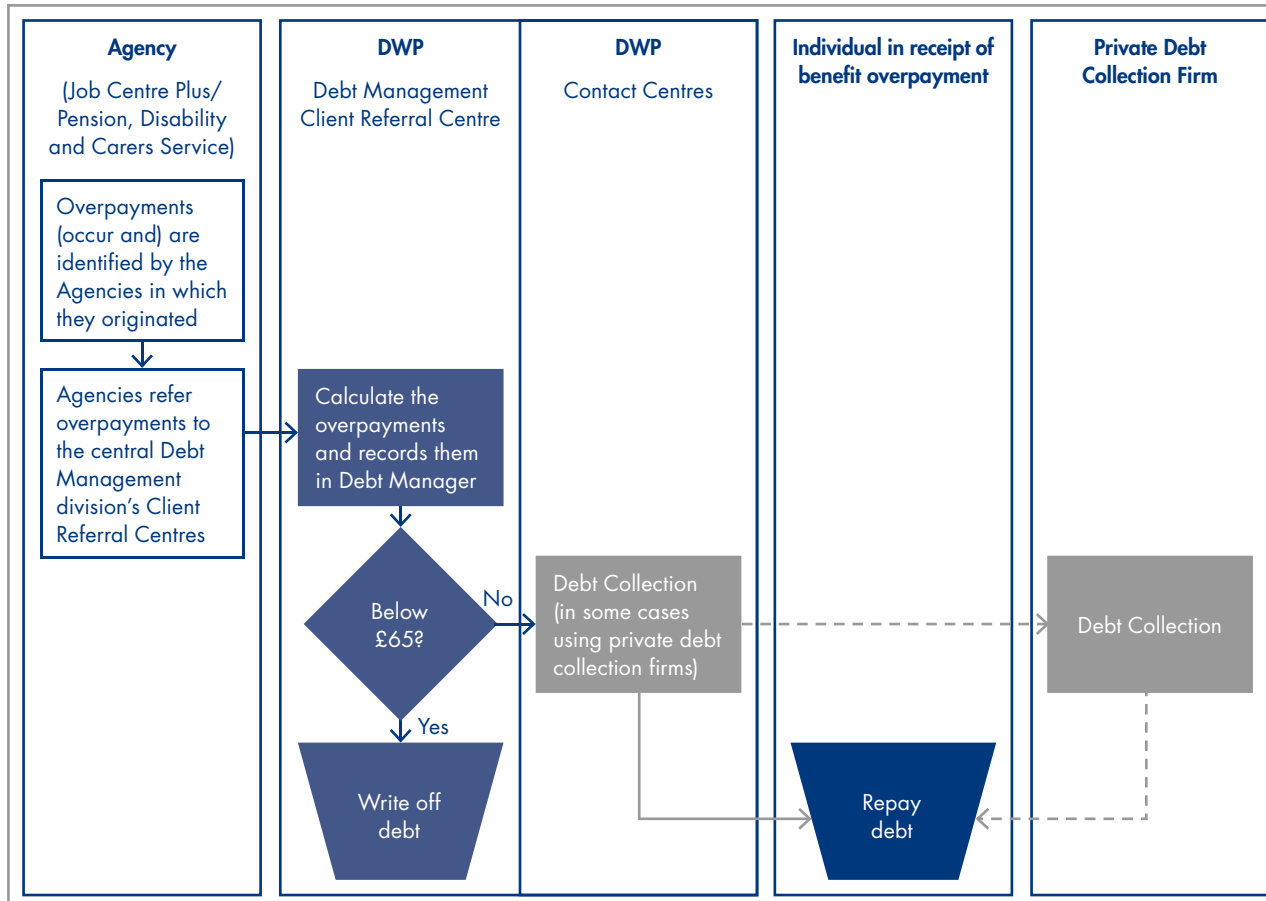 Agency
(Job Centre Plus/
Pension, Disability
and Carers Service)
Overpayments
(occur and) are
identified by the
Agencies in which
they originated
Agencies refer
overpayments to
the central Debt
Management
division’s Client
Referral Centres
DWP
Debt Management
Client Referral Centre
Calculate the
overpayments
and records them
in Debt Manager
Below
£65?
No
Yes
Write off
debt
DWP
Contact Centres
Debt Collection
(in some cases
using private debt
collection firms)
Individual in receipt of
benefit overpayment
Repay
debt
Private Debt
Collection Firm
Debt Collection